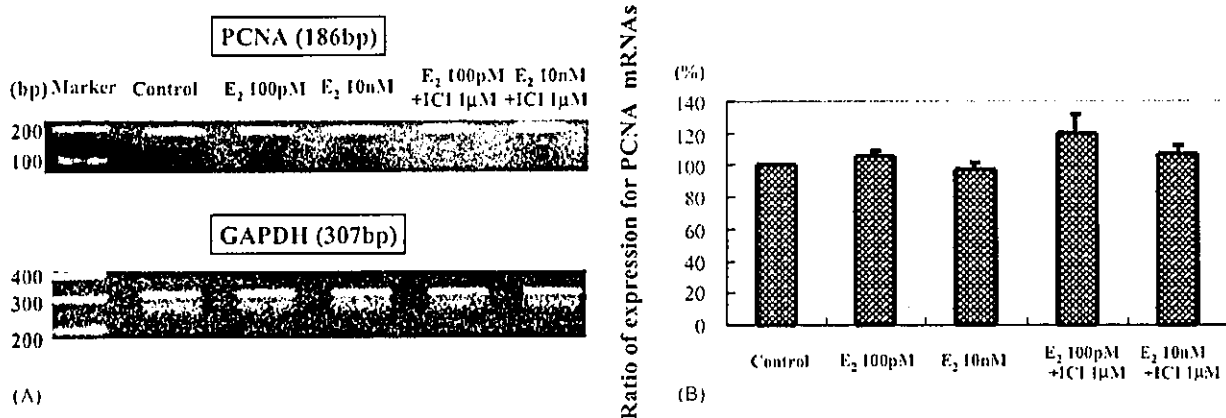 PCNA (186bp)
(bp) Marker Control E₂ 100pM E₂ 10nM E₂ 100pM +ICI 1μM E₂ 10nM +ICI 1μM
200
100
GAPDH (307bp)
400
300
200
(A)
Ratio of expression for PCNA mRNAs
(%)
140
120
100
80
60
40
20
0
Control E₂ 100pM E₂ 10nM E₂ 100pM +ICI 1μM E₂ 10nM +ICI 1μM
(B)